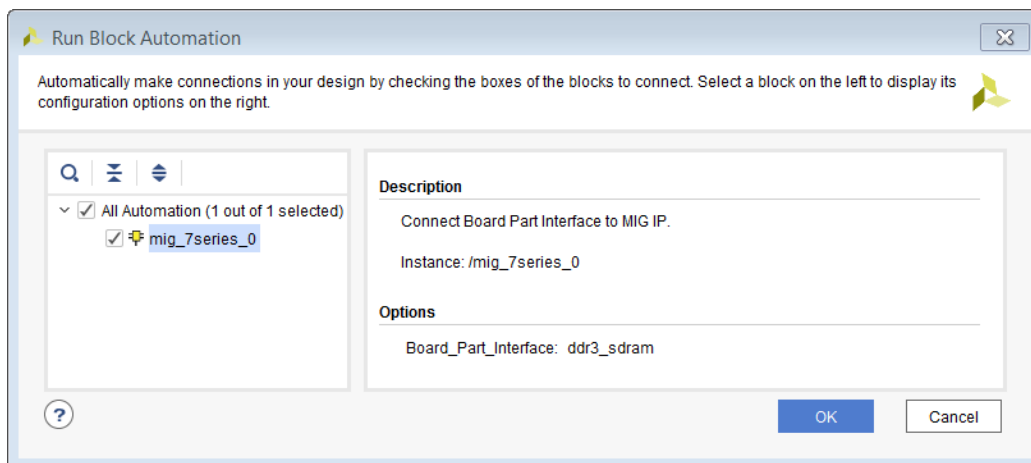 Run Block Automation
Automatically make connections in your design by checking the boxes of the blocks to connect. Select a block on the left to display its
configuration options on the right.
All Automation (1 out of 1 selected)
mig_7series_0
Description
Connect Board Part Interface to MIG IP.
Instance: /mig_7series_0
Options
Board_Part_Interface: ddr3_sdram
?
OK
Cancel